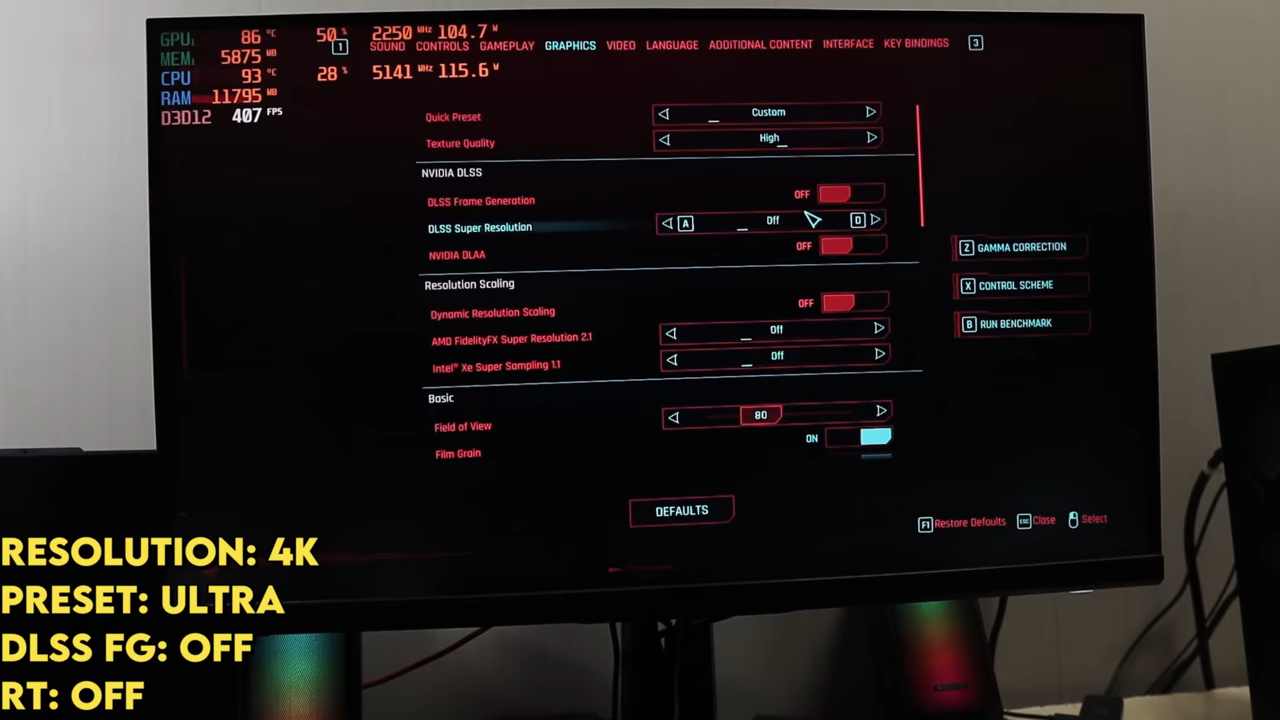 GPU 86 °C 50 % 2250 MHz 104.7 W
MEM 5875 MB
CPU 93 °C 28 % 5141 MHz 115.6 W
RAM 11795 MB
D3D12 407 FPS
1 SOUND CONTROLS GAMEPLAY GRAPHICS VIDEO LANGUAGE ADDITIONAL CONTENT INTERFACE KEY BINDINGS 3
Quick Preset Custom
Texture Quality High
NVIDIA DLSS
DLSS Frame Generation OFF
DLSS Super Resolution A Off D
NVIDIA DLAA OFF
Resolution Scaling
Dynamic Resolution Scaling OFF
AMD FidelityFX Super Resolution 2.1 Off
Intel® Xe Super Sampling 1.1 Off
Basic
Field of View 80
Film Grain ON
Z GAMMA CORRECTION
X CONTROL SCHEME
B RUN BENCHMARK
DEFAULTS
F1 Restore Defaults ESC Close Select
RESOLUTION: 4K
PRESET: ULTRA
DLSS FG: OFF
RT: OFF